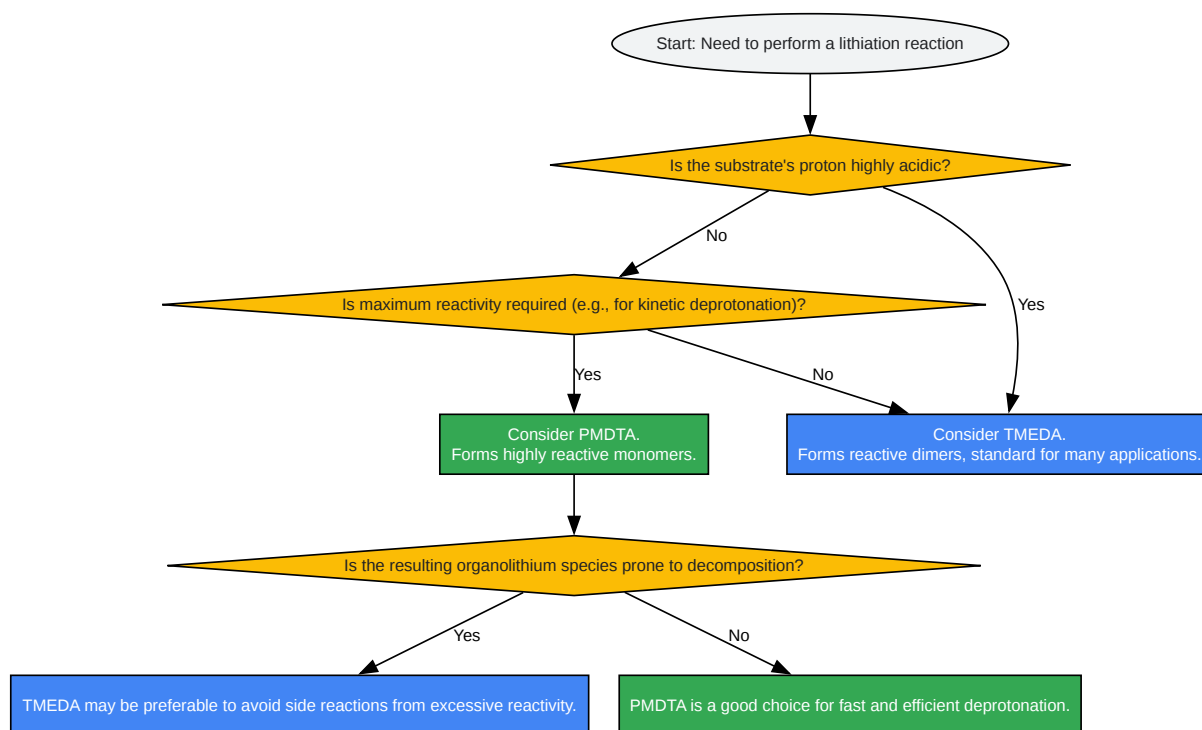 Start: Need to perform a lithiation reaction
Is the substrate's proton highly acidic?
No
Is maximum reactivity required (e.g., for kinetic deprotonation)?
Yes
Yes
No
Consider PMDTA.
Forms highly reactive monomers.
Consider TMEDA.
Forms reactive dimers, standard for many applications.
Is the resulting organolithium species prone to decomposition?
Yes
No
TMEDA may be preferable to avoid side reactions from excessive reactivity.
PMDTA is a good choice for fast and efficient deprotonation.